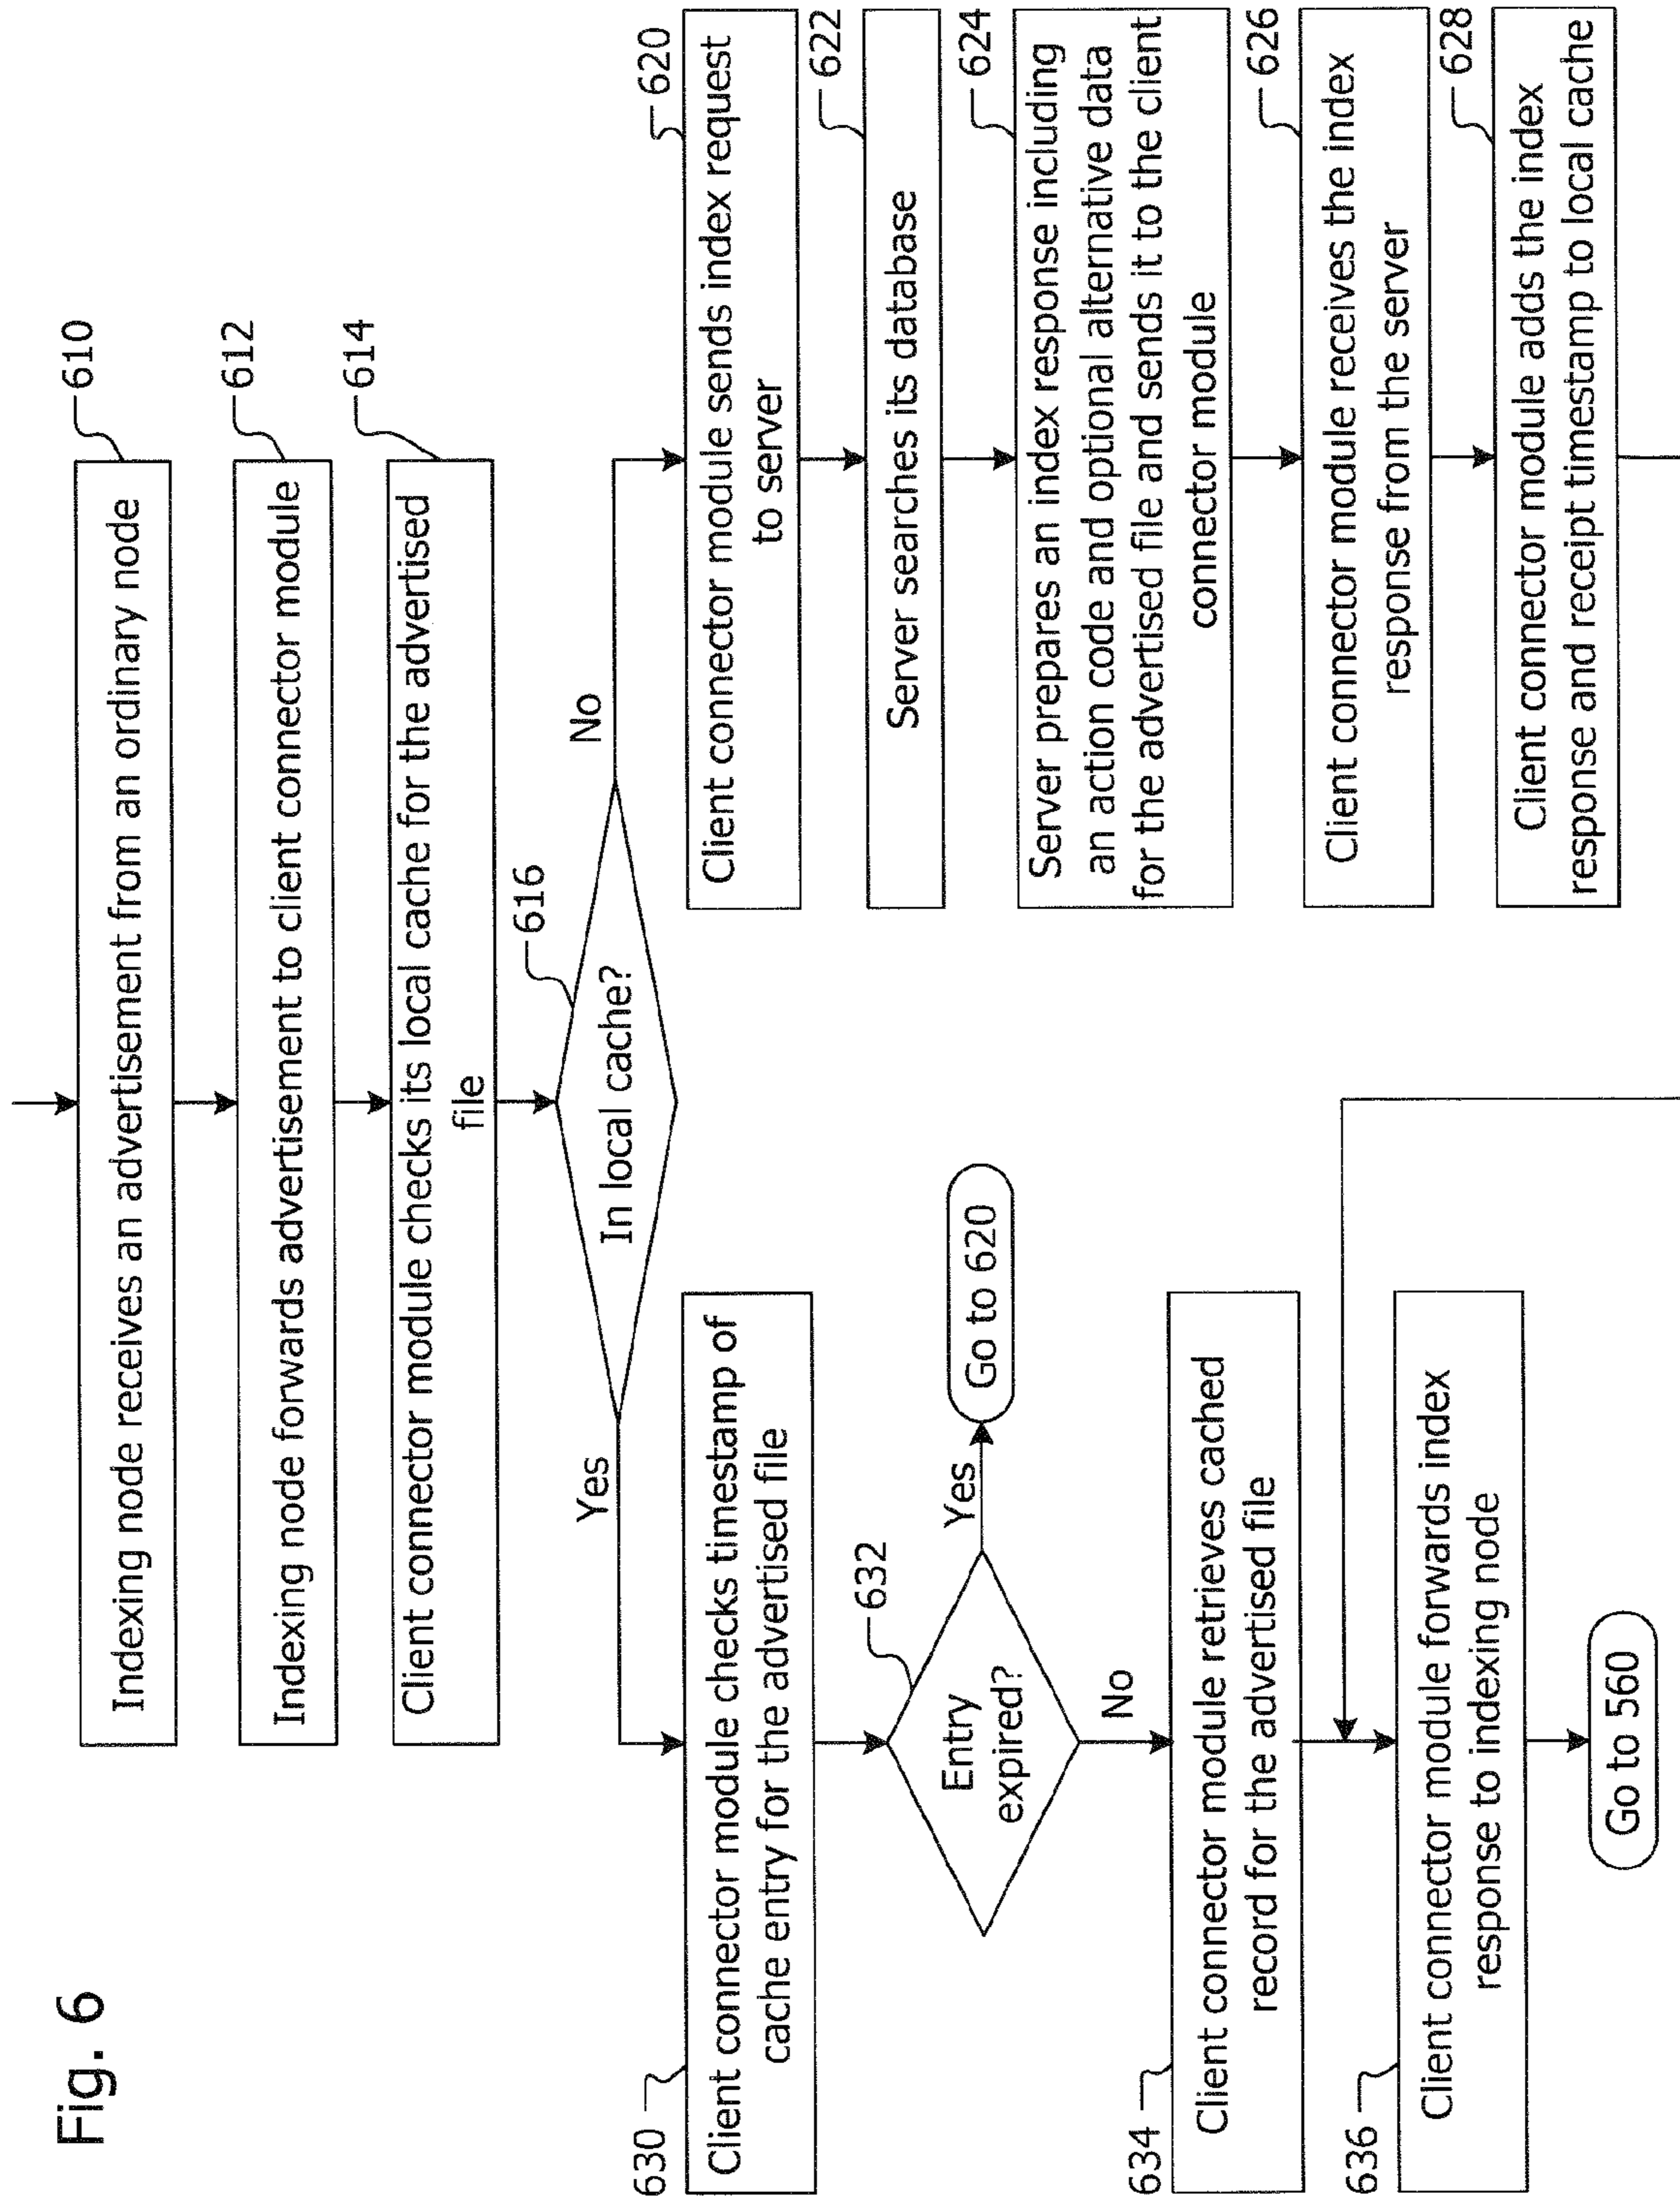 Fig. 6
610
Indexing node receives an advertisement from an ordinary node
612
Indexing node forwards advertisement to client connector module
614
Client connector module checks its local cache for the advertised
file
616
In local cache?
Yes
No
630
Client connector module checks timestamp of
cache entry for the advertised file
632
Entry
expired?
Yes
Go to 620
No
634
Client connector module retrieves cached
record for the advertised file
636
Client connector module forwards index
response to indexing node
Go to 560
620
Client connector module sends index request
to server
622
Server searches its database
624
Server prepares an index response including
an action code and optional alternative data
for the advertised file and sends it to the client
connector module
626
Client connector module receives the index
response from the server
628
Client connector module adds the index
response and receipt timestamp to local cache